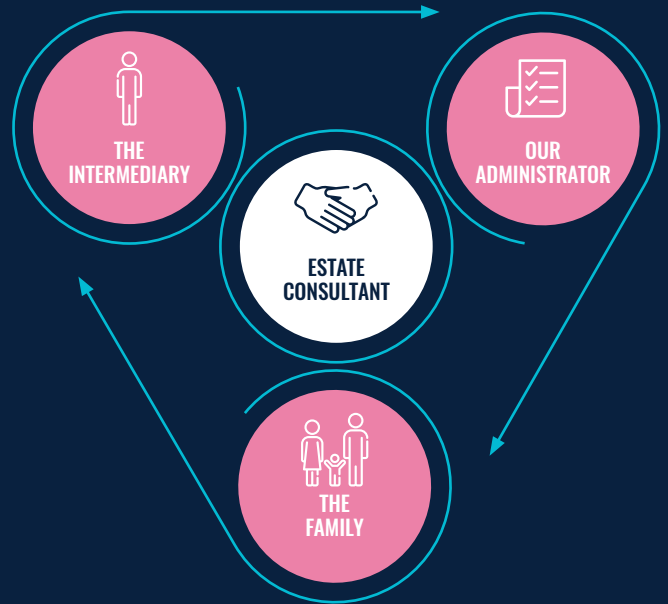 THE
INTERMEDIARY
OUR
ADMINISTRATOR
ESTATE
CONSULTANT
THE
FAMILY